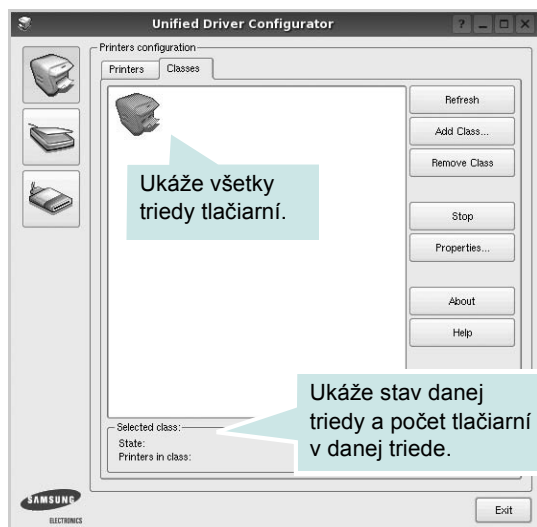 Unified Driver Configurator
Printers configuration
Printers Classes
Refresh
Add Class...
Remove Class
Stop
Properties...
About
Help
Ukáže všetky
triedy tlačiarní.
Ukáže stav danej
triedy a počet tlačiarní
v danej triede.
Selected class:
State:
Printers in class:
SAMSUNG
ELECTRONICS
Exit